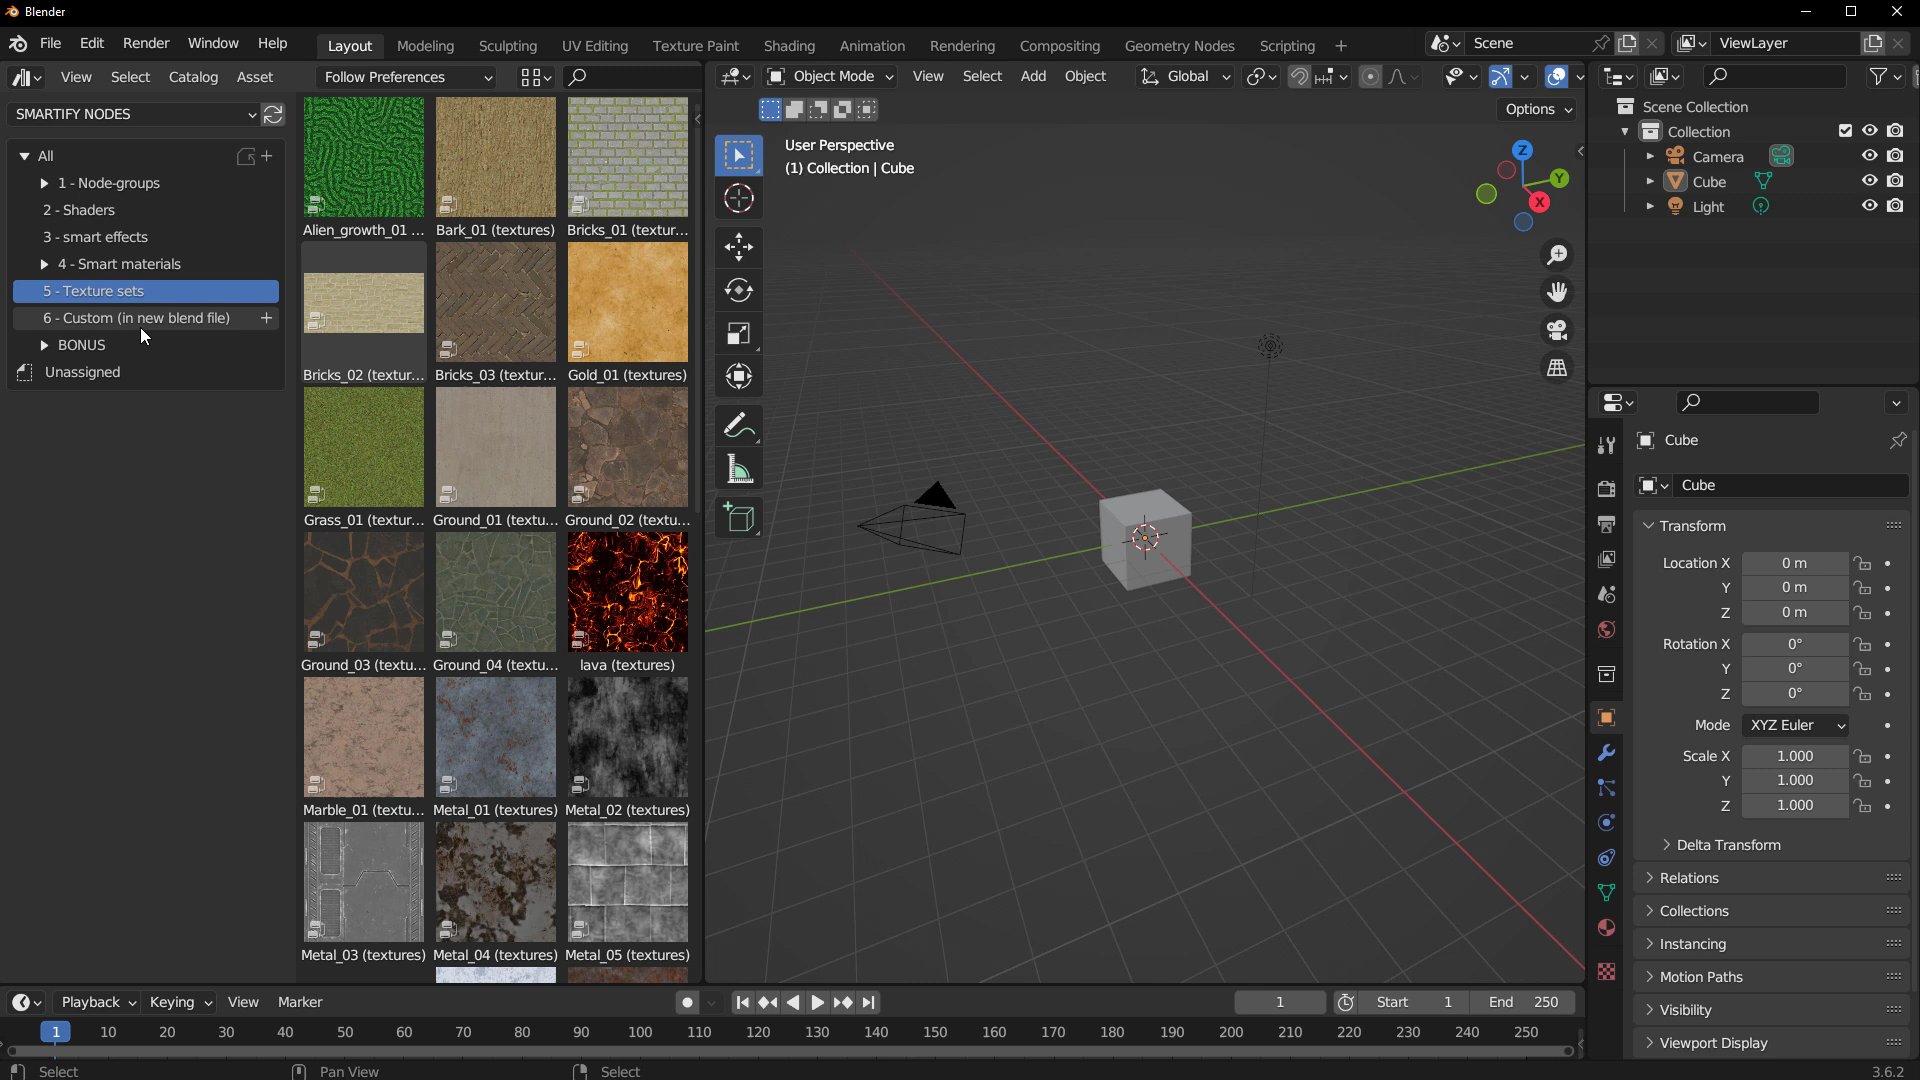 Blender
File Edit Render Window Help
Layout Modeling Sculpting UV Editing Texture Paint Shading Animation Rendering Compositing Geometry Nodes Scripting +
Scene
ViewLayer
View Select Catalog Asset
Follow Preferences
Object Mode
View Select Add Object
Global
Options
SMARTIFY NODES
All
1 - Node-groups
2 - Shaders
3 - smart effects
4 - Smart materials
5 - Texture sets
6 - Custom (in new blend file)
BONUS
Unassigned
Alien_growth_01 ... Bark_01 (textures) Bricks_01 (textur...
Bricks_02 (textur... Bricks_03 (textur... Gold_01 (textures)
Grass_01 (textur... Ground_01 (textu... Ground_02 (textu...
Ground_03 (textu... Ground_04 (textu... lava (textures)
Marble_01 (textu... Metal_01 (textures) Metal_02 (textures)
Metal_03 (textures) Metal_04 (textures) Metal_05 (textures)
User Perspective
(1) Collection | Cube
Z
Y
X
Scene Collection
Collection
Camera
Cube
Light
Cube
Cube
Transform
Location X 0 m
Y 0 m
Z 0 m
Rotation X 0°
Y 0°
Z 0°
Mode XYZ Euler
Scale X 1.000
Y 1.000
Z 1.000
Delta Transform
Relations
Collections
Instancing
Motion Paths
Visibility
Viewport Display
Playback Keying View Marker
1
Start 1
End 250
1 10 20 30 40 50 60 70 80 90 100 110 120 130 140 150 160 170 180 190 200 210 220 230 240 250
Select
Pan View
Select
3.6.2